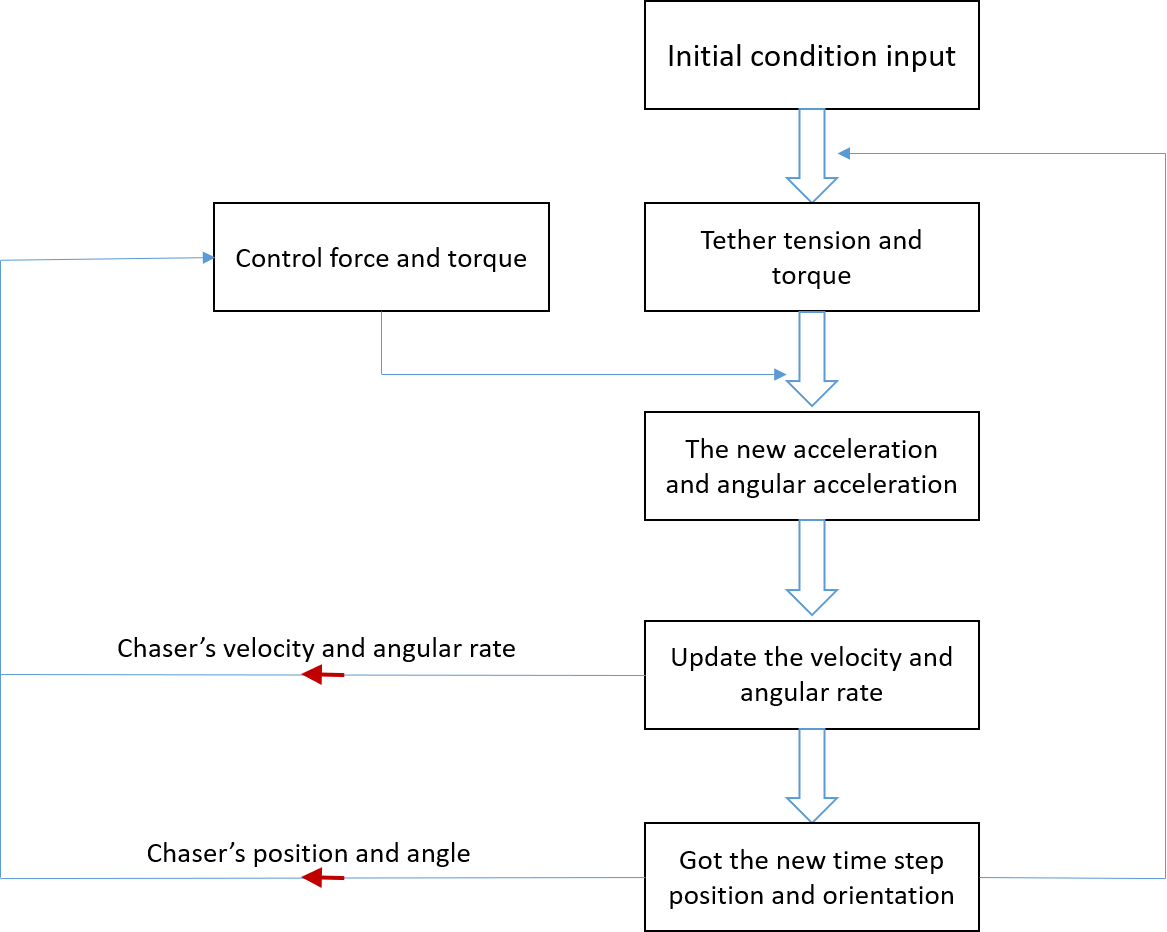 Initial condition input
Control force and torque
Tether tension and
torque
The new acceleration
and angular acceleration
Chaser’s velocity and angular rate
Update the velocity and
angular rate
Chaser’s position and angle
Got the new time step
position and orientation